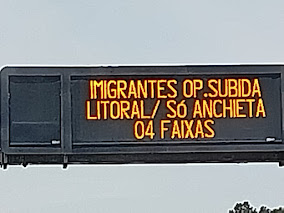 IMIGRANTES OP.SUBIDA
LITORAL/ Só ANCHIETA
04 FAIXAS